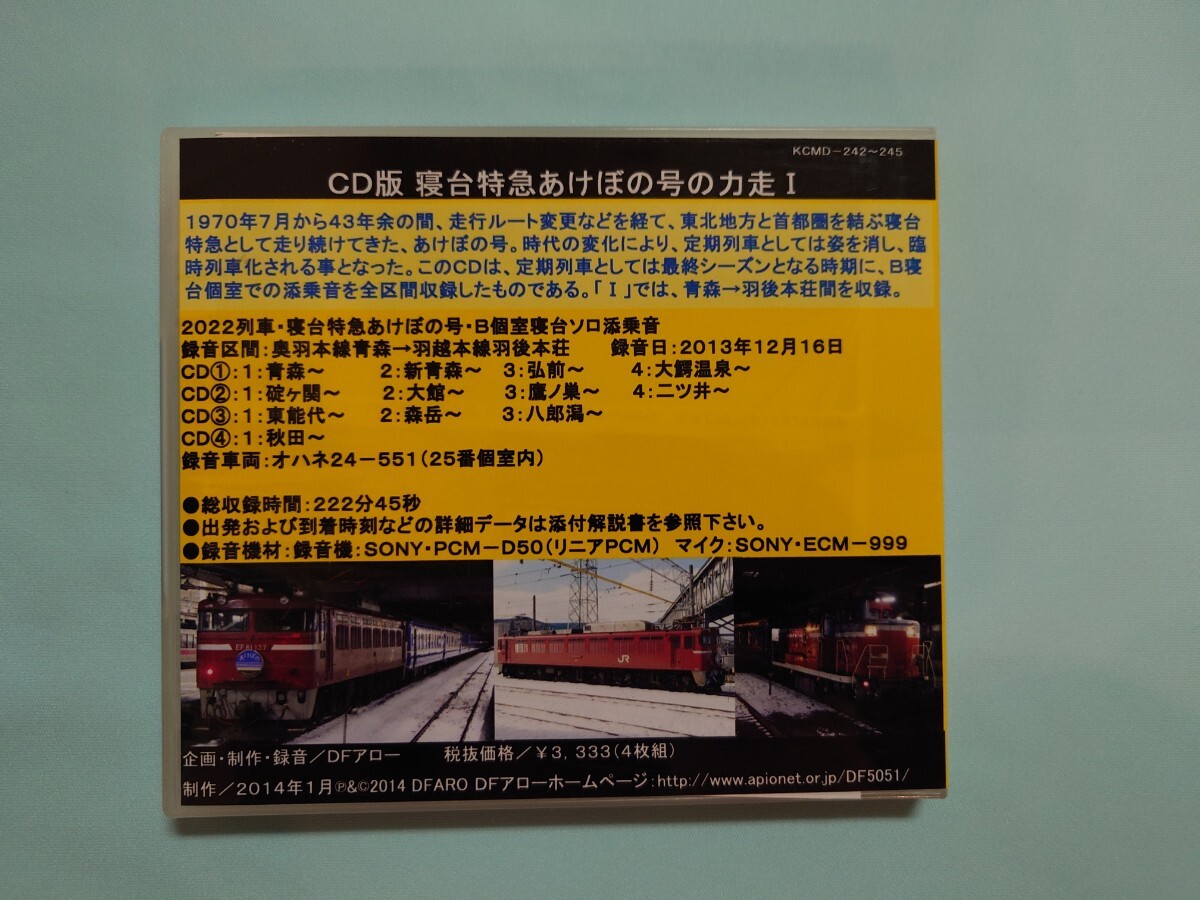 KCMD－242～245
CD版 寝台特急あけぼの号の力走Ⅰ
1970年7月から43年余の間、走行ルート変更などを経て、東北地方と首都圏を結ぶ寝台
特急として走り続けてきた、あけぼの号。時代の変化により、定期列車としては姿を消し、臨
時列車化される事となった。このCDは、定期列車としては最終シーズンとなる時期に、B寝
台個室での添乗音を全区間収録したものである。「Ⅰ」では、青森→羽後本荘間を収録。
2022列車・寝台特急あけぼの号・B個室寝台ソロ添乗音
録音区間：奥羽本線青森→羽越本線羽後本荘　録音日：2013年12月16日
CD①：1：青森～　2：新青森～　3：弘前～　4：大鰐温泉～
CD②：1：碇ヶ関～　2：大館～　3：鷹ノ巣～　4：二ツ井～
CD③：1：東能代～　2：森岳～　3：八郎潟～
CD④：1：秋田～
録音車両：オハネ24－551（25番個室内）
●総収録時間：222分45秒
●出発および到着時刻などの詳細データは添付解説書を参照下さい。
●録音機材：録音機：SONY・PCM－D50（リニアPCM）　マイク：SONY・ECM－999
EF81 137
JR
企画・制作・録音／DFアロー　税抜価格／￥3,333（4枚組）
制作／2014年1月 ℗&©2014 DFARO DFアローホームページ：http://www.apionet.or.jp/DF5051/